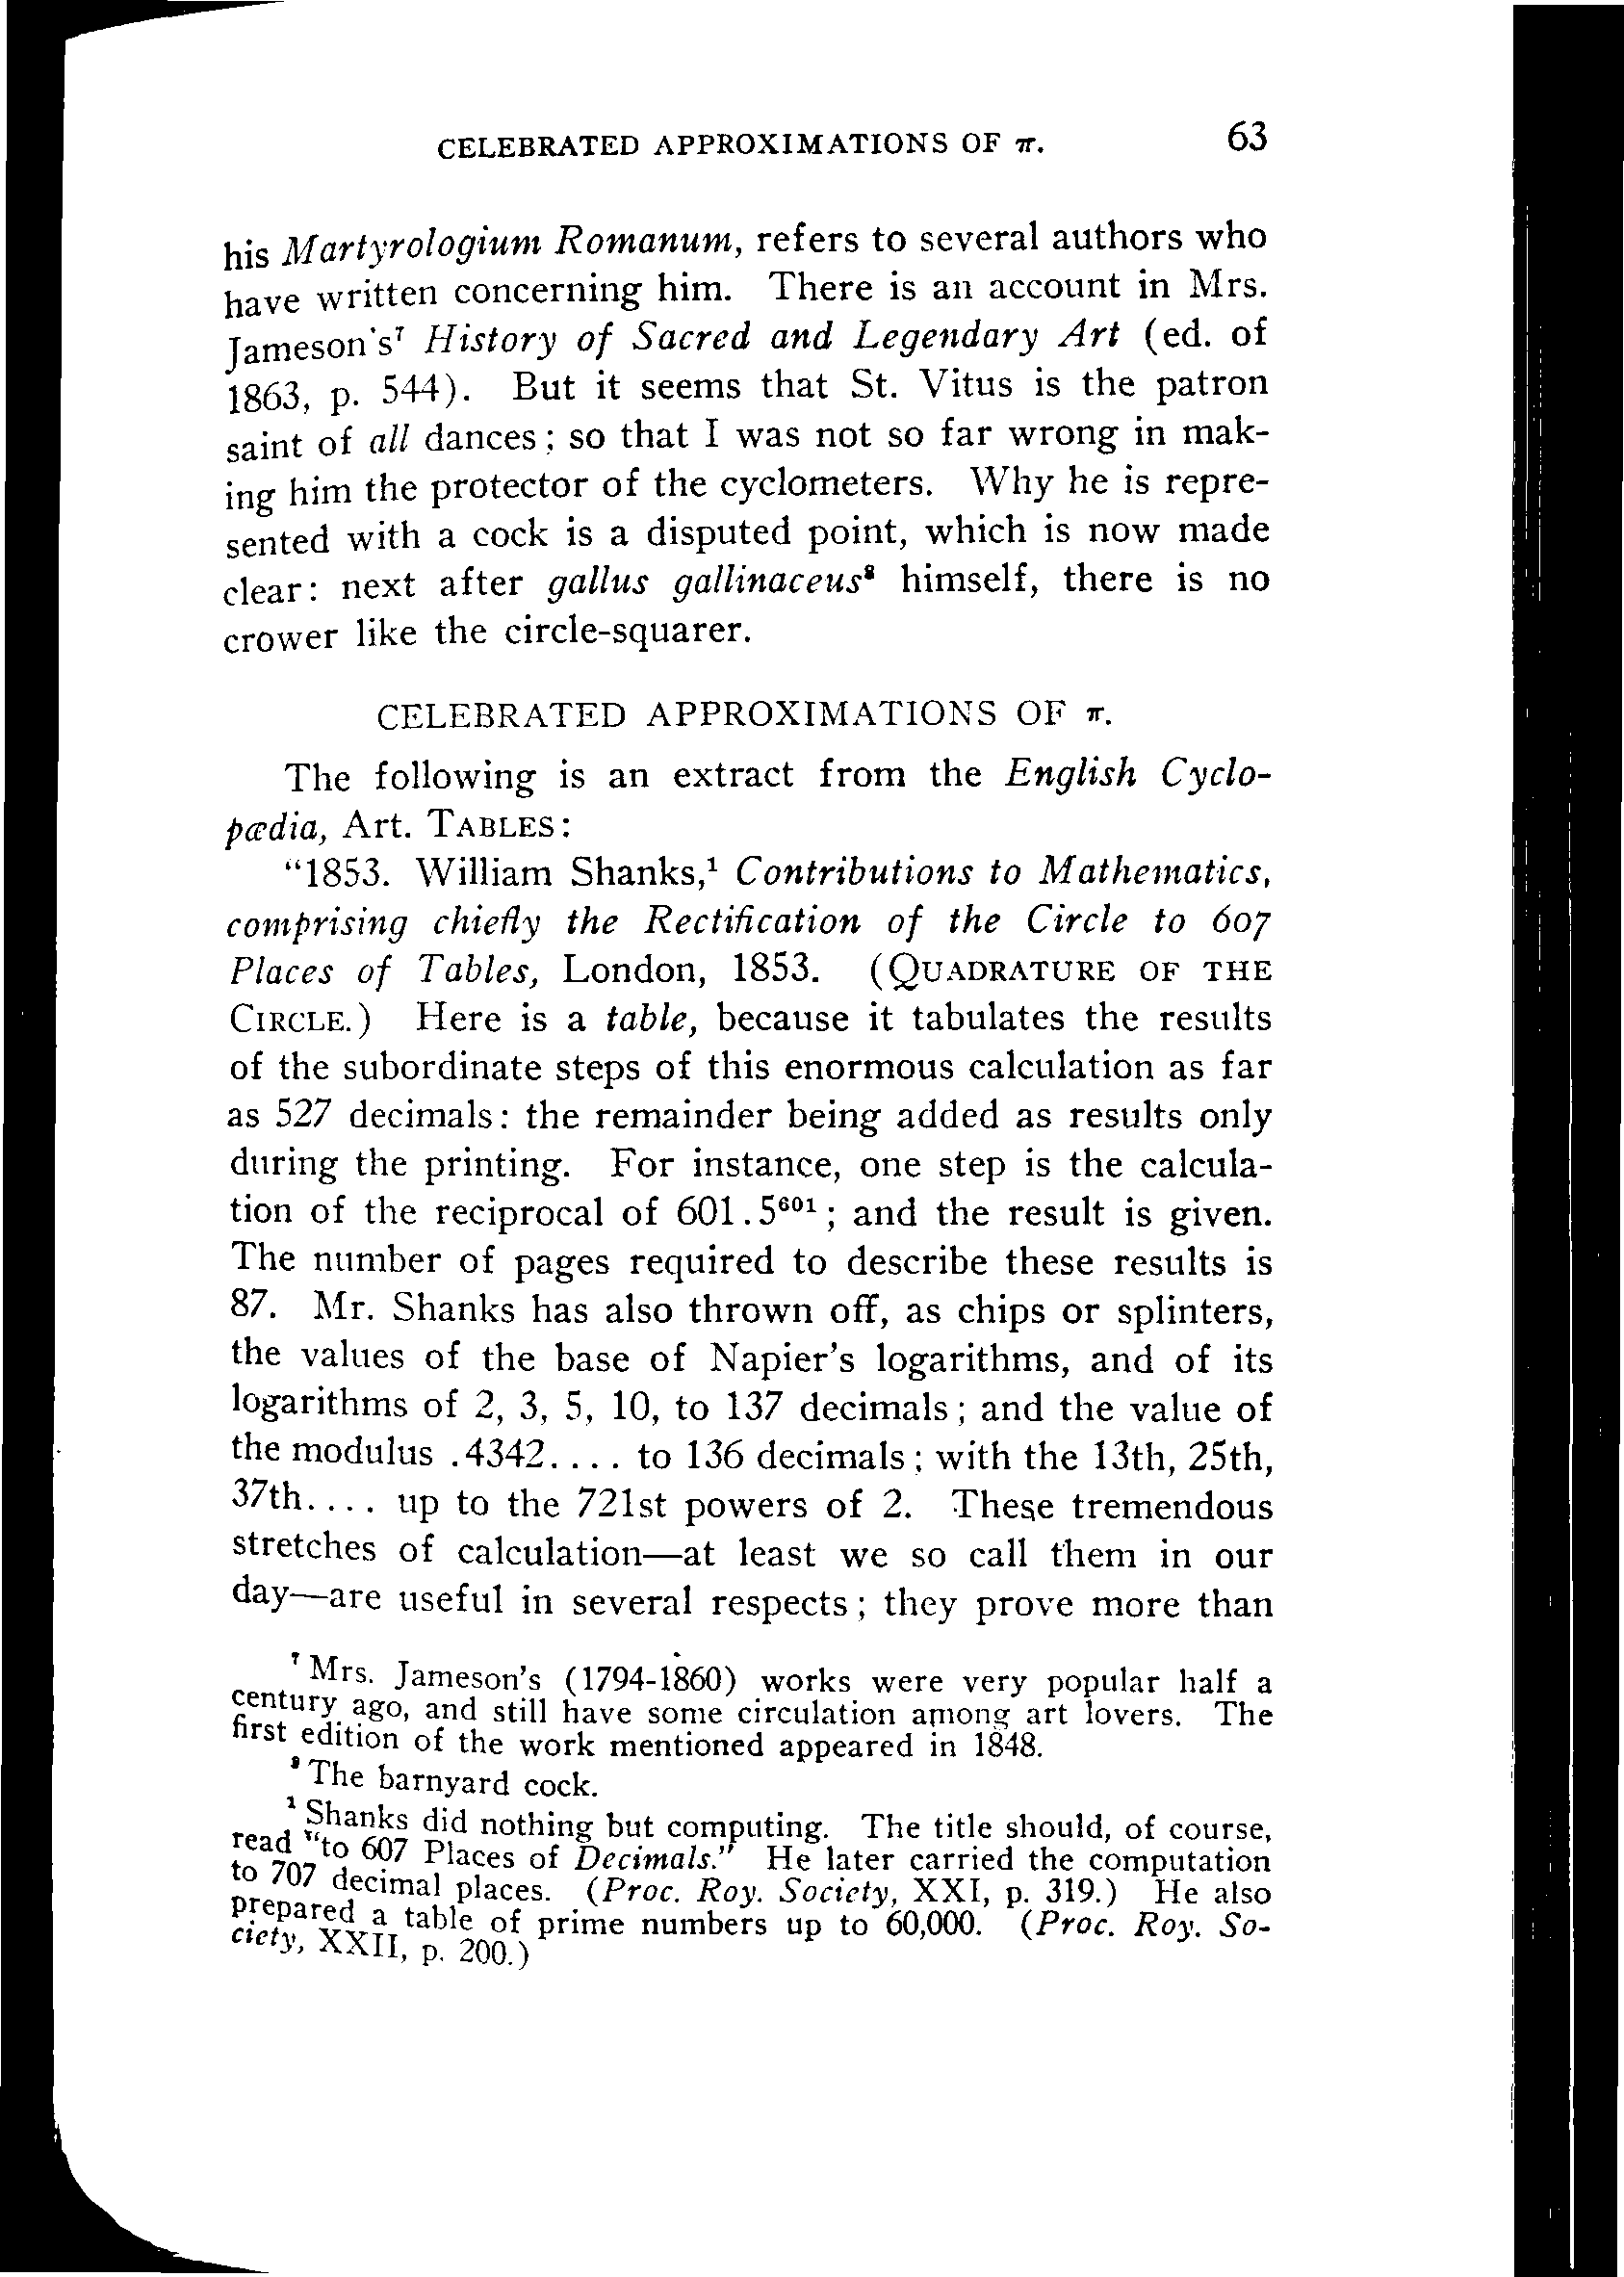 CELEBRATED APPROXIMATIONS OF π. 63
his Martyrologium Romanum, refers to several authors who
have written concerning him. There is an account in Mrs.
Jameson's⁷ History of Sacred and Legendary Art (ed. of
1863, p. 544). But it seems that St. Vitus is the patron
saint of all dances; so that I was not so far wrong in mak-
ing him the protector of the cyclometers. Why he is repre-
sented with a cock is a disputed point, which is now made
clear: next after gallus gallinaceus⁸ himself, there is no
crower like the circle-squarer.
CELEBRATED APPROXIMATIONS OF π.
The following is an extract from the English Cyclo-
pædia, Art. TABLES:
"1853. William Shanks,¹ Contributions to Mathematics,
comprising chiefly the Rectification of the Circle to 607
Places of Tables, London, 1853. (QUADRATURE OF THE
CIRCLE.) Here is a table, because it tabulates the results
of the subordinate steps of this enormous calculation as far
as 527 decimals: the remainder being added as results only
during the printing. For instance, one step is the calcula-
tion of the reciprocal of 601.5⁶⁰¹; and the result is given.
The number of pages required to describe these results is
87. Mr. Shanks has also thrown off, as chips or splinters,
the values of the base of Napier's logarithms, and of its
logarithms of 2, 3, 5, 10, to 137 decimals; and the value of
the modulus .4342.... to 136 decimals; with the 13th, 25th,
37th.... up to the 721st powers of 2. These tremendous
stretches of calculation—at least we so call them in our
day—are useful in several respects; they prove more than
⁷ Mrs. Jameson's (1794-1860) works were very popular half a
century ago, and still have some circulation among art lovers. The
first edition of the work mentioned appeared in 1848.
⁸ The barnyard cock.
¹ Shanks did nothing but computing. The title should, of course,
read "to 607 Places of Decimals." He later carried the computation
to 707 decimal places. (Proc. Roy. Society, XXI, p. 319.) He also
prepared a table of prime numbers up to 60,000. (Proc. Roy. So-
ciety, XXII, p. 200.)